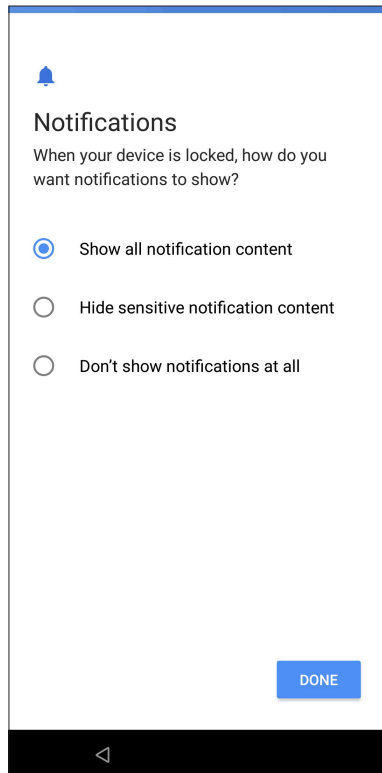 Notifications
When your device is locked, how do you
want notifications to show?
Show all notification content
Hide sensitive notification content
Don’t show notifications at all
DONE